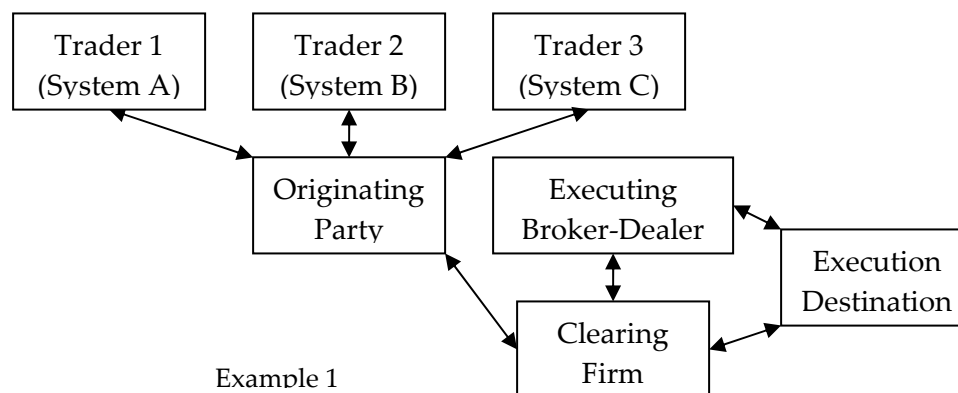 Trader 1
(System A)
Trader 2
(System B)
Trader 3
(System C)
Originating
Party
Executing
Broker-Dealer
Execution
Destination
Clearing
Firm
Example 1